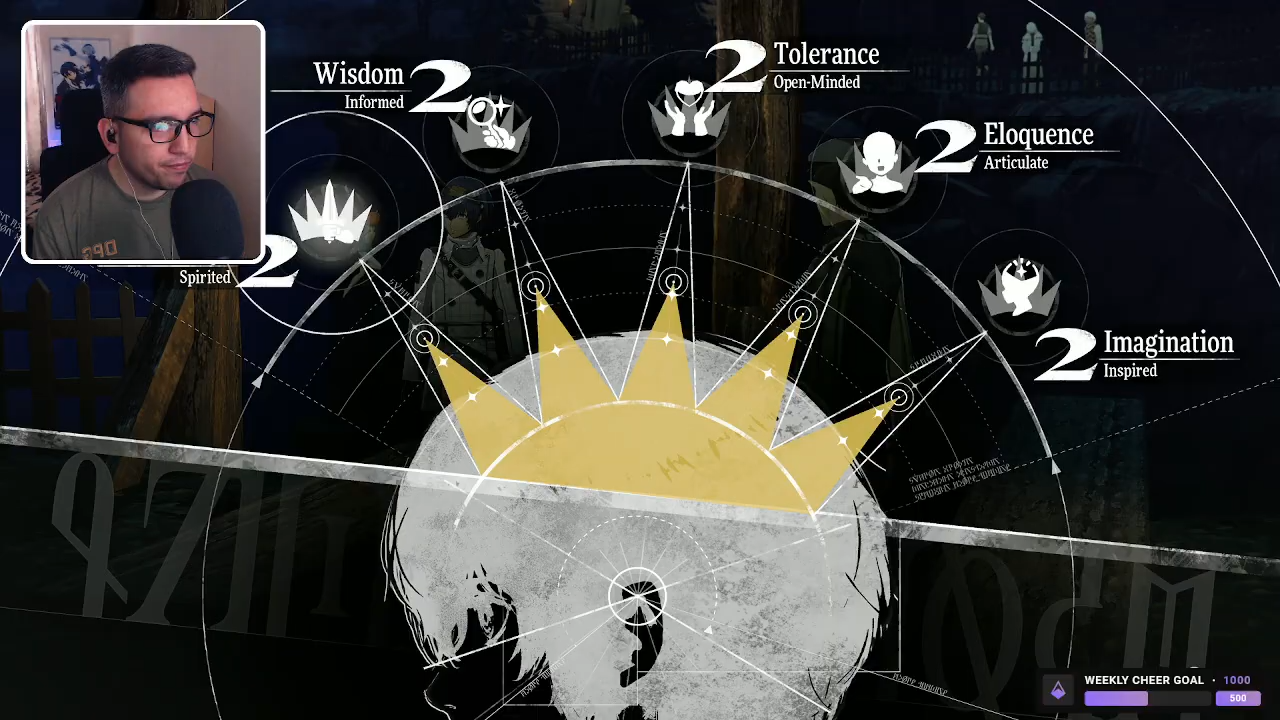 Wisdom 2
Informed
2 Tolerance
Open-Minded
2 Eloquence
Articulate
Spirited 2
2 Imagination
Inspired
390
WEEKLY CHEER GOAL · 1000
500